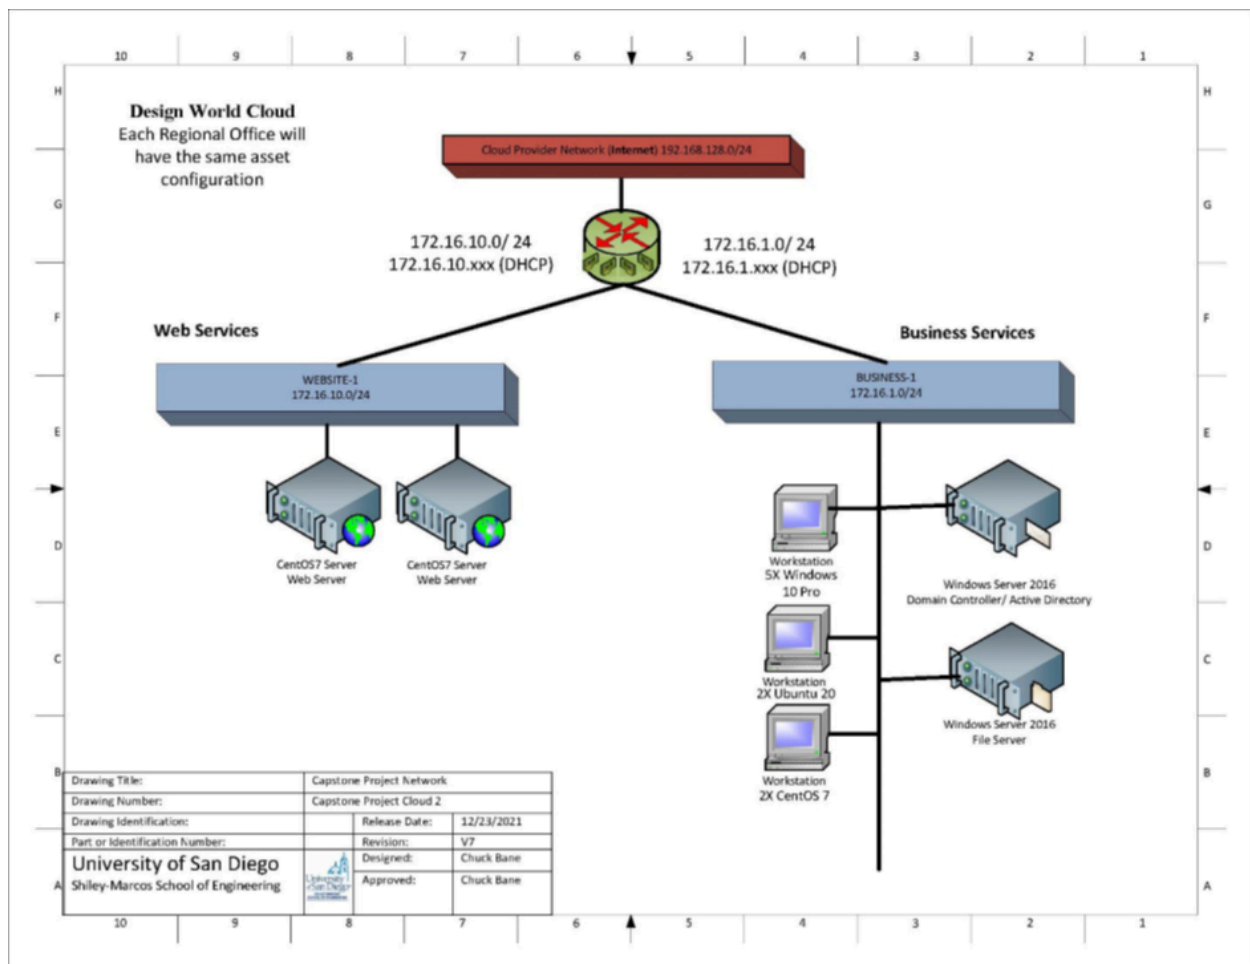 10 9 8 7 6 5 4 3 2 1
H
H
Design World Cloud
Each Regional Office will
have the same asset
configuration
Cloud Provider Network (Internet) 192.168.128.0/24
G
G
172.16.10.0/ 24
172.16.10.xxx (DHCP)
172.16.1.0/ 24
172.16.1.xxx (DHCP)
F
F
Web Services
Business Services
WEBSITE-1
172.16.10.0/24
BUSINESS-1
172.16.1.0/24
E
E
CentOS7 Server
Web Server
CentOS7 Server
Web Server
D
D
Workstation
5X Windows
10 Pro
Windows Server 2016
Domain Controller/ Active Directory
C
C
Workstation
2X Ubuntu 20
Windows Server 2016
File Server
Workstation
2X CentOS 7
B
B
Drawing Title: Capstone Project Network
Drawing Number: Capstone Project Cloud 2
Drawing Identification: Release Date: 12/23/2021
Part or Identification Number: Revision: V7
University of San Diego
Shiley-Marcos School of Engineering
University
of San Diego
Designed: Chuck Bane
Approved: Chuck Bane
A
A
10 9 8 7 6 5 4 3 2 1